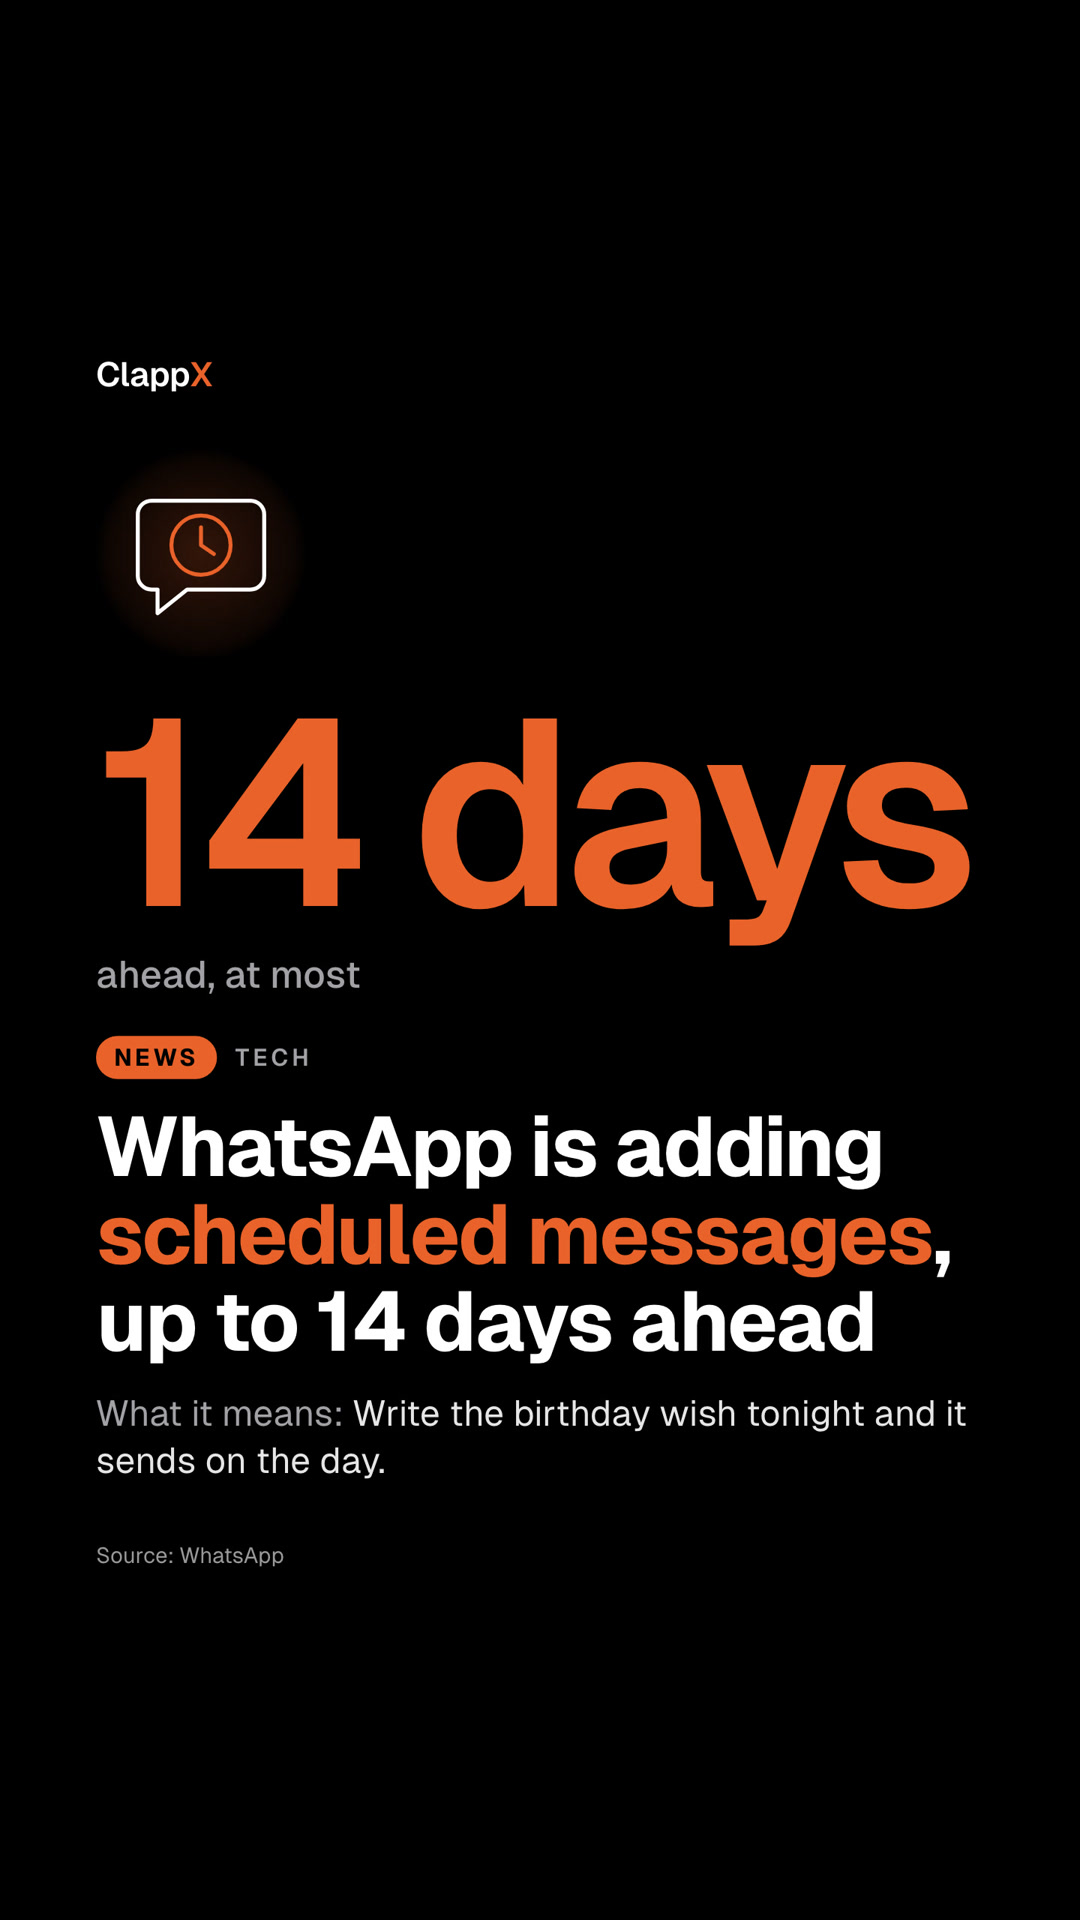 ClappX
14 days
ahead, at most
NEWS TECH
WhatsApp is adding
scheduled messages,
up to 14 days ahead
What it means: Write the birthday wish tonight and it
sends on the day.
Source: WhatsApp